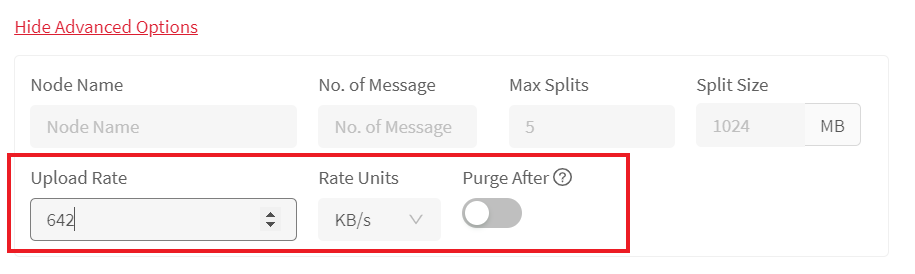 Hide Advanced Options
Node Name No. of Message Max Splits Split Size
Node Name No. of Message 5 1024 MB
Upload Rate Rate Units Purge After ?
642 KB/s